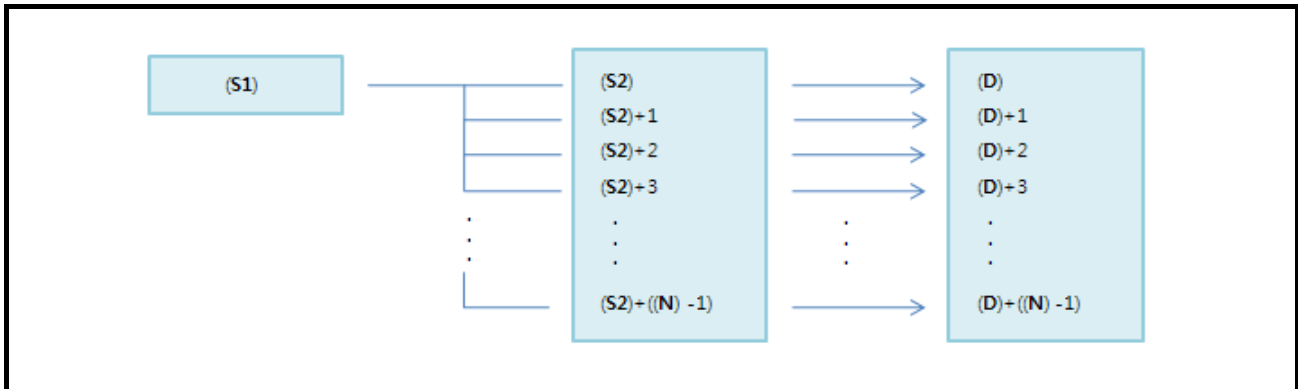 (S1)
(S2)
(S2)+1
(S2)+2
(S2)+3
.
.
.
(S2)+((N) -1)
(D)
(D)+1
(D)+2
(D)+3
.
.
.
(D)+((N) -1)